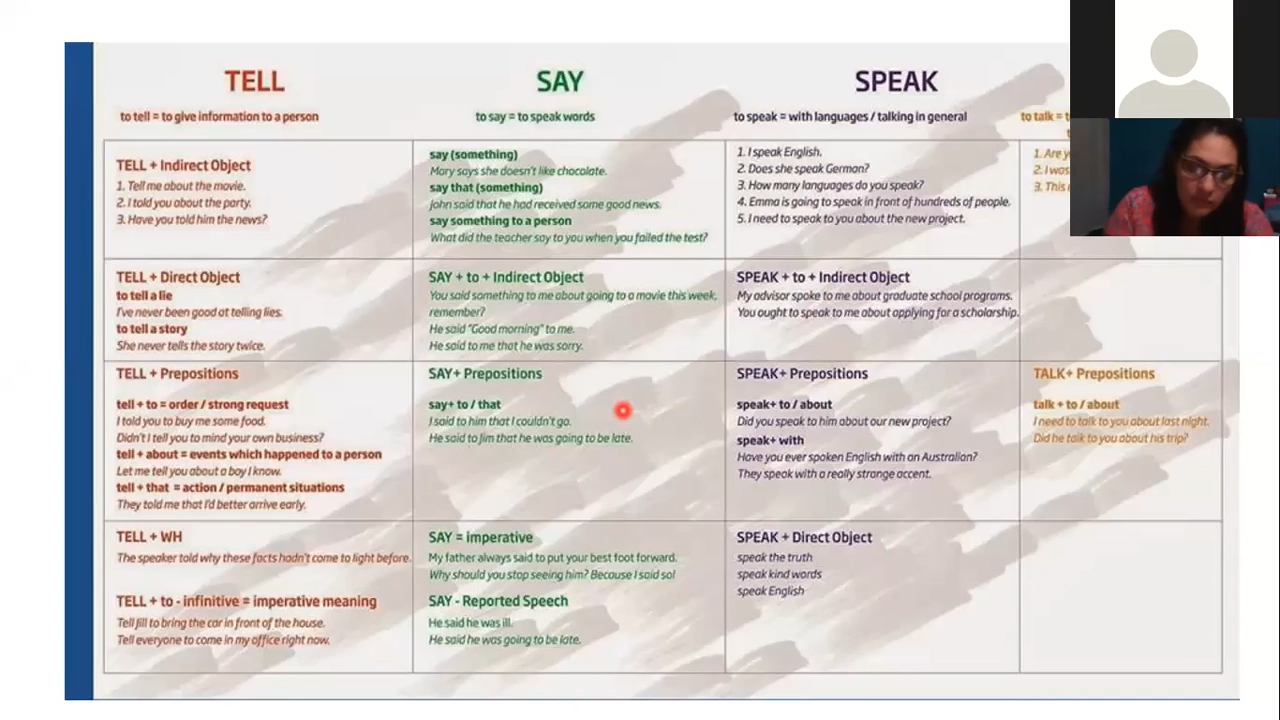 TELL
SAY
SPEAK
to tell = to give information to a person
to say = to speak words
to speak = with languages / talking in general
to talk =
TELL + Indirect Object
1. Tell me about the movie.
2. I told you about the party.
3. Have you told him the news?
say (something)
Mary says she doesn't like chocolate.
say that (something)
John said that he had received some good news.
say something to a person
What did the teacher say to you when you failed the test?
1. I speak English.
2. Does she speak German?
3. How many languages do you speak?
4. Emma is going to speak in front of hundreds of people.
5. I need to speak to you about the new project.
1. Are
2. I was
3. This
TELL + Direct Object
to tell a lie
I've never been good at telling lies.
to tell a story
She never tells the story twice.
SAY + to + Indirect Object
You said something to me about going to a movie this week,
remember?
He said "Good morning" to me.
He said to me that he was sorry.
SPEAK + to + Indirect Object
My advisor spoke to me about graduate school programs.
You ought to speak to me about applying for a scholarship.
TELL + Prepositions
tell + to = order / strong request
I told you to buy me some food.
Didn't I tell you to mind your own business?
tell + about = events which happened to a person
Let me tell you about a boy I know.
tell + that = action / permanent situations
They told me that I'd better arrive early.
SAY+ Prepositions
say+ to / that
I said to him that I couldn't go.
He said to Jim that he was going to be late.
SPEAK+ Prepositions
speak+ to / about
Did you speak to him about our new project?
speak+ with
Have you ever spoken English with an Australian?
They speak with a really strange accent.
TALK+ Prepositions
talk + to / about
I need to talk to you about last night.
Did he talk to you about his trip?
TELL + WH
The speaker told why these facts hadn't come to light before.
TELL + to - infinitive = imperative meaning
Tell Jill to bring the car in front of the house.
Tell everyone to come in my office right now.
SAY = imperative
My father always said to put your best foot forward.
Why should you stop seeing him? Because I said so!
SAY - Reported Speech
He said he was ill.
He said he was going to be late.
SPEAK + Direct Object
speak the truth
speak kind words
speak English